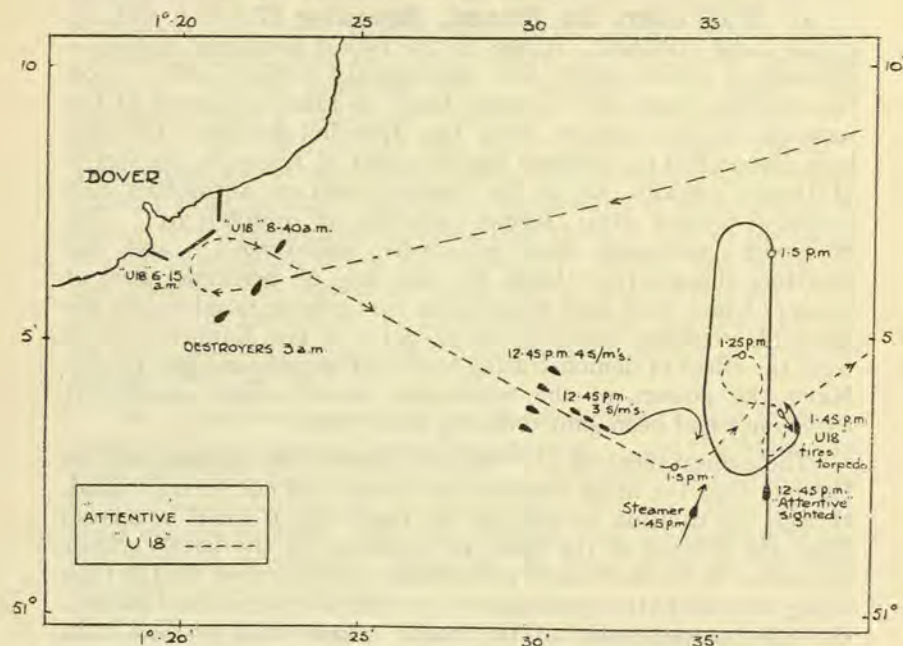 1°·20
25'
30'
35'
10'
10'
DOVER
"U18" 8-40 a.m.
"U18" 6-15
a.m.
1·5 p.m
5'
5'
DESTROYERS 3 a.m
12-45 p.m. 4 S/m's.
1·25 p.m.
12-45 p.m.
3 S/m's.
1-45 p.m.
"U18"
fires
torpedo
1·5 p.m.
Steamer
1-45 p.m
12-45 p.m.
"Attentive"
sighted.
"ATTENTIVE"
"U 18"
51°
51°
1°·20'
25'
30'
35'